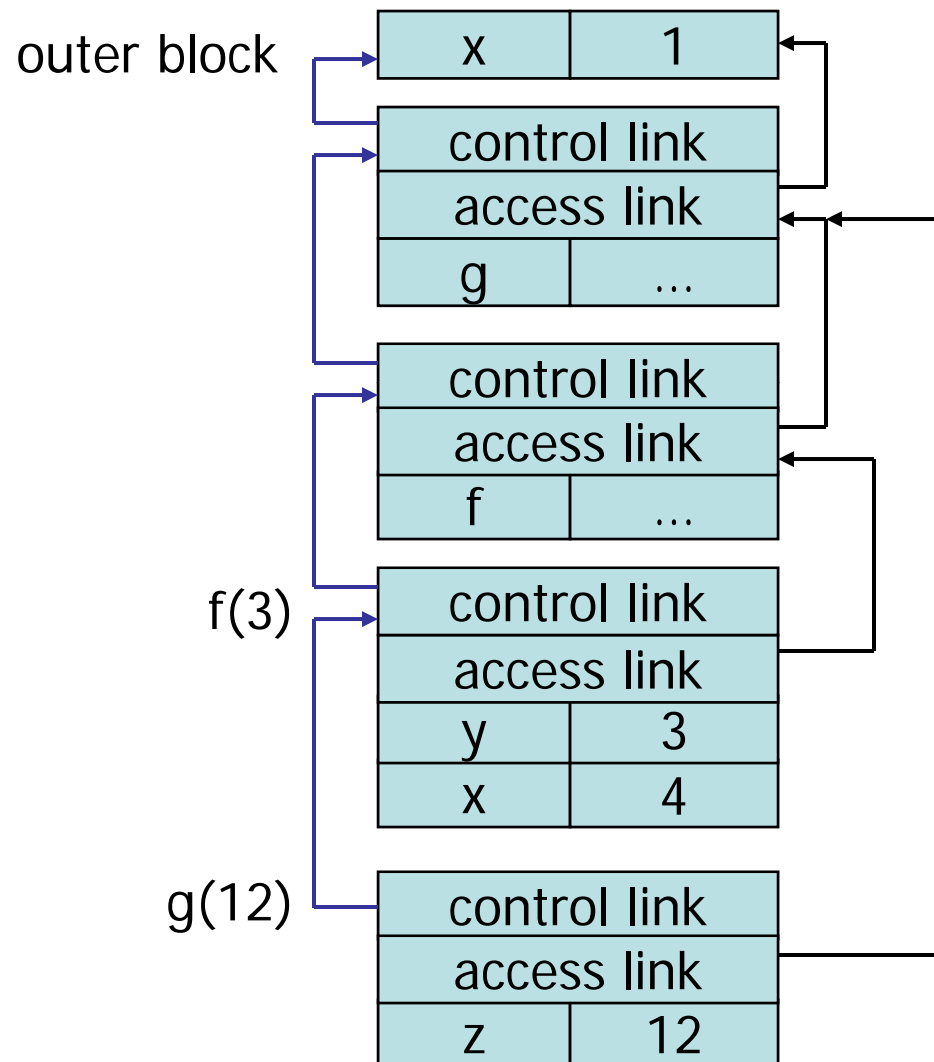 outer block x 1
control link
access link
g ...
control link
access link
f ...
f(3) control link
access link
y 3
x 4
g(12) control link
access link
z 12